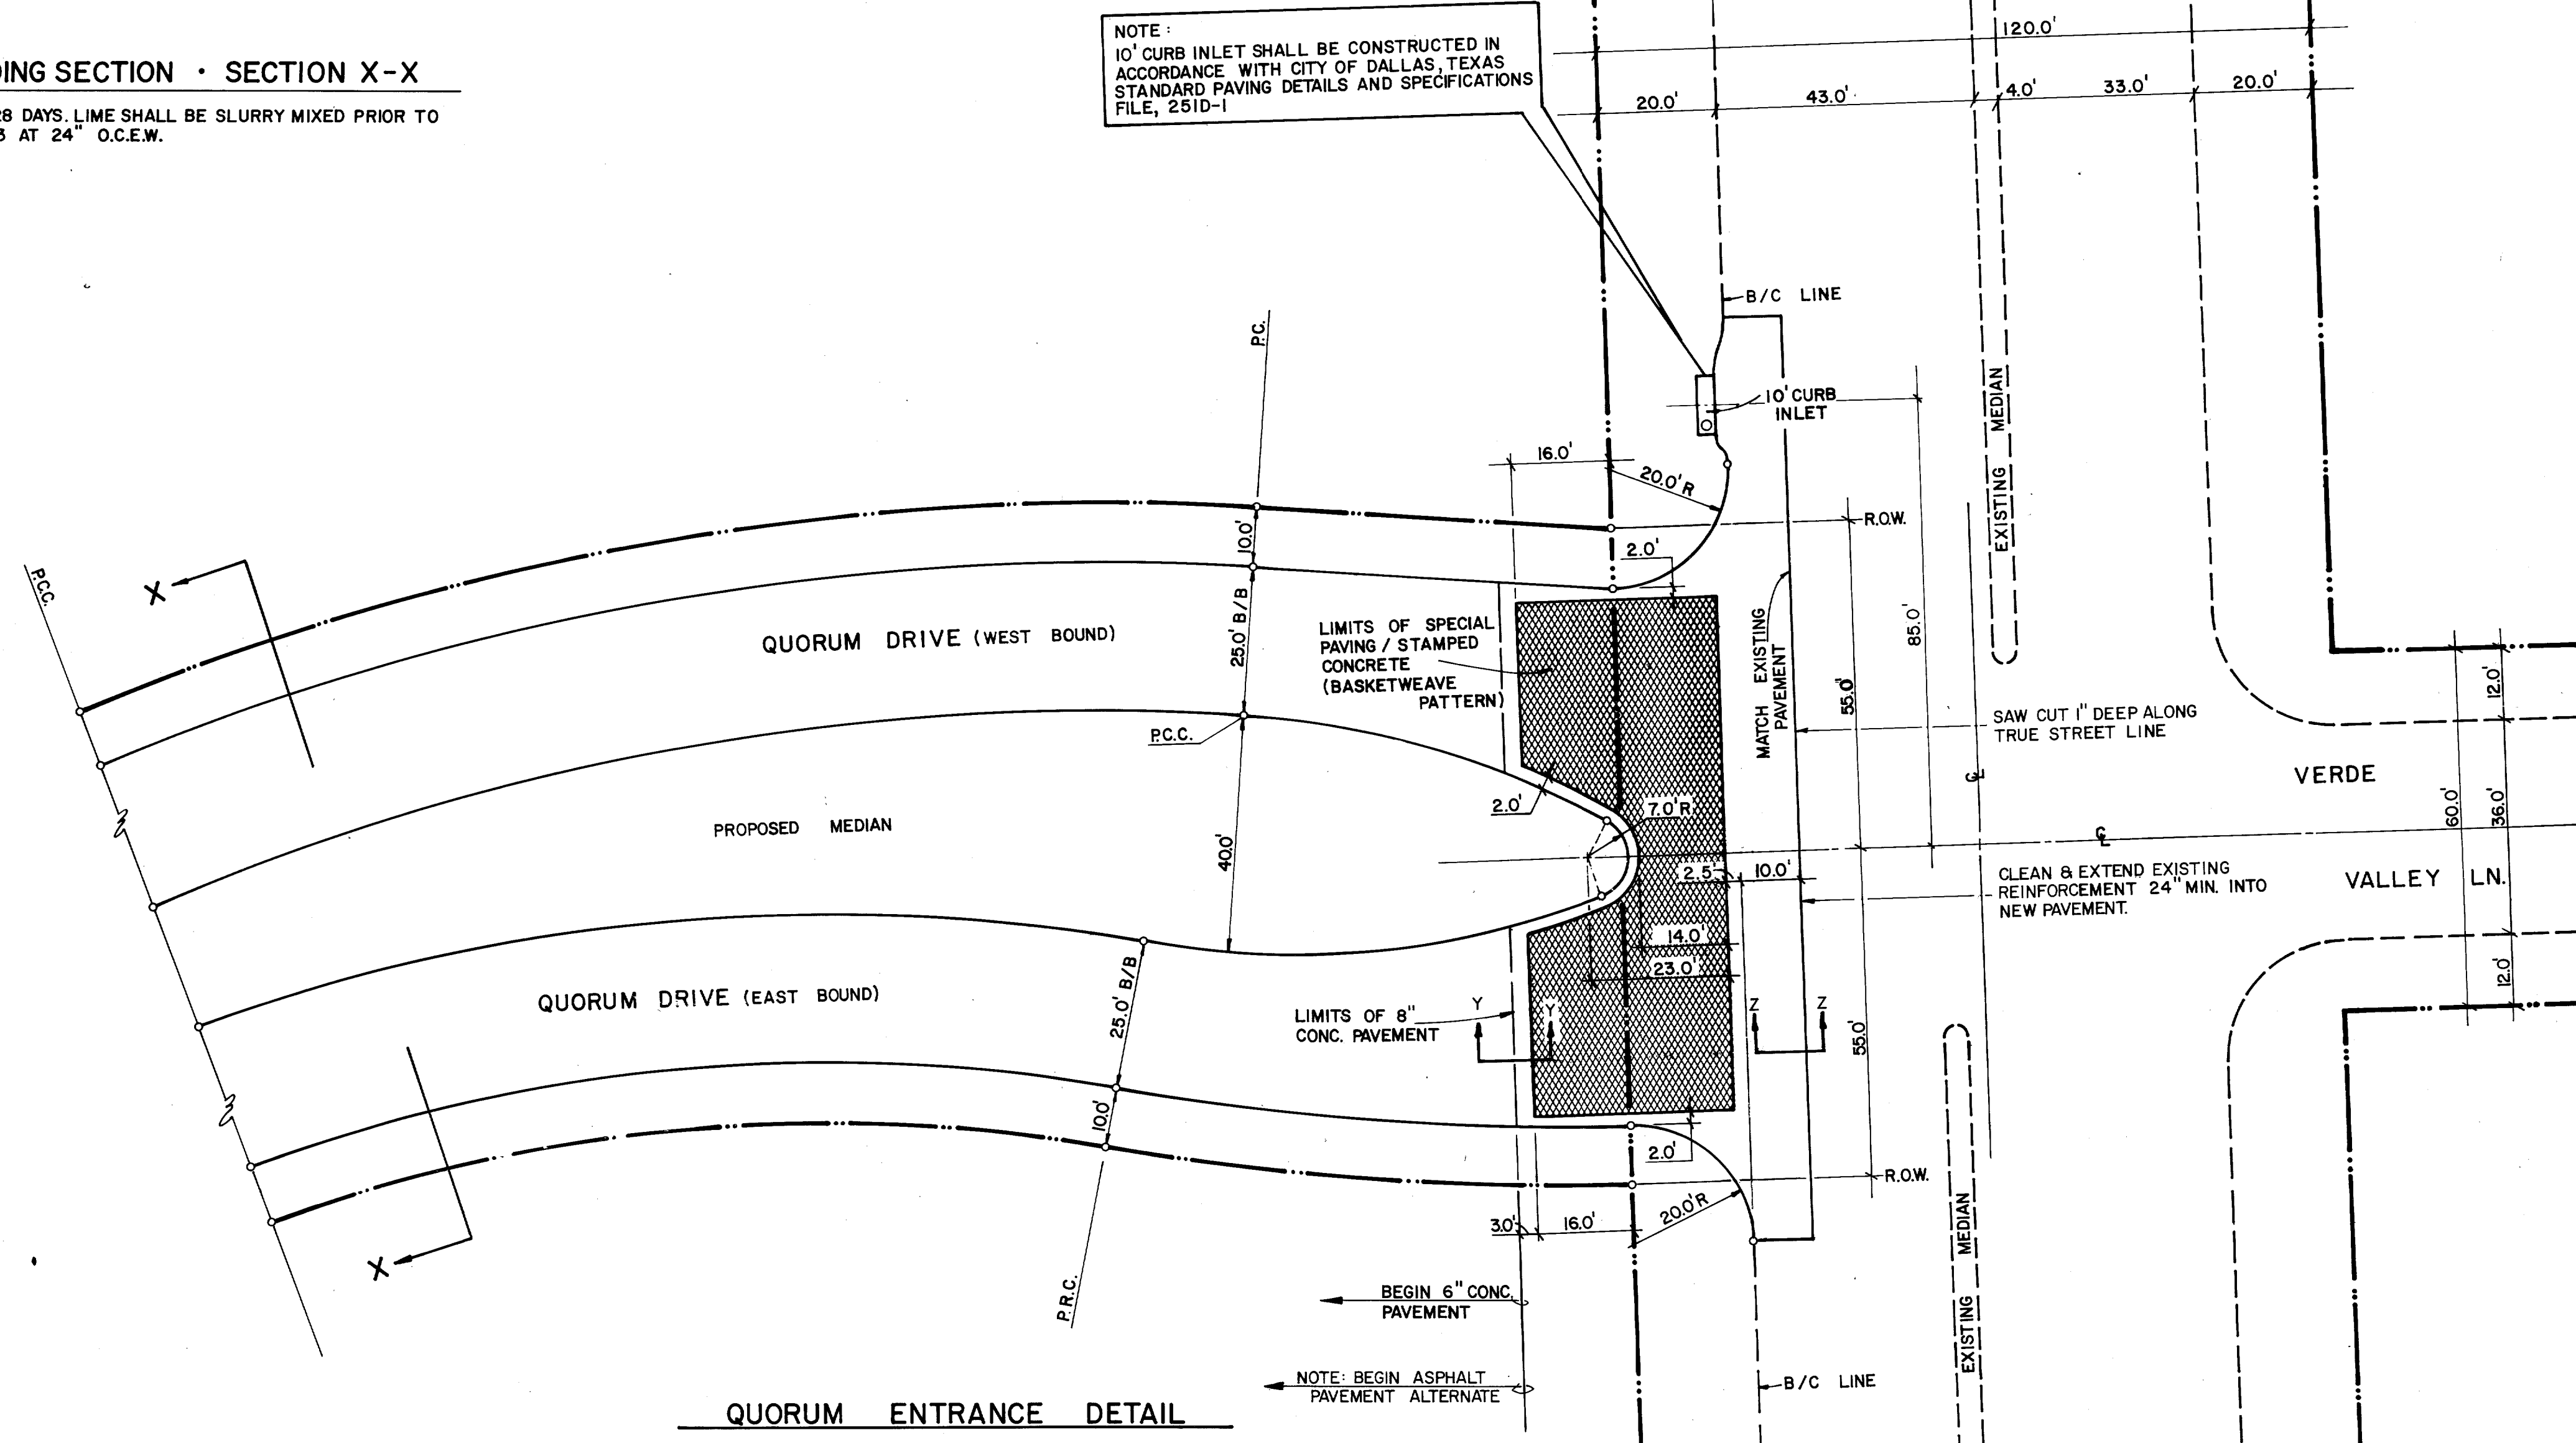 DING SECTION · SECTION X-X
28 DAYS. LIME SHALL BE SLURRY MIXED PRIOR TO
3 AT 24" O.C.E.W.
NOTE :
10' CURB INLET SHALL BE CONSTRUCTED IN
ACCORDANCE WITH CITY OF DALLAS, TEXAS
STANDARD PAVING DETAILS AND SPECIFICATIONS
FILE, 251D-1
120.0'
20.0'
43.0'
4.0'
33.0'
20.0'
B/C LINE
10' CURB
INLET
EXISTING MEDIAN
P.C.
16.0'
20.0' R
R.O.W.
2.0'
10.0'
25.0' B/B
P.C.C.
X
QUORUM DRIVE (WEST BOUND)
LIMITS OF SPECIAL
PAVING / STAMPED
CONCRETE
(BASKETWEAVE
PATTERN)
MATCH EXISTING
PAVEMENT
85.0'
55.0'
SAW CUT 1" DEEP ALONG
TRUE STREET LINE
12.0'
60.0'
36.0'
12.0'
VERDE
VALLEY LN.
P.C.C.
PROPOSED MEDIAN
40.0'
2.0'
7.0' R
2.5'
10.0'
CLEAN & EXTEND EXISTING
REINFORCEMENT 24" MIN. INTO
NEW PAVEMENT.
14.0'
23.0'
QUORUM DRIVE (EAST BOUND)
25.0' B/B
LIMITS OF 8"
CONC. PAVEMENT
Y
Y
Z
Z
55.0'
10.0'
2.0'
R.O.W.
3.0'
16.0'
20.0' R
X
P.R.C.
EXISTING MEDIAN
BEGIN 6" CONC.
PAVEMENT
NOTE: BEGIN ASPHALT
PAVEMENT ALTERNATE
B/C LINE
QUORUM ENTRANCE DETAIL